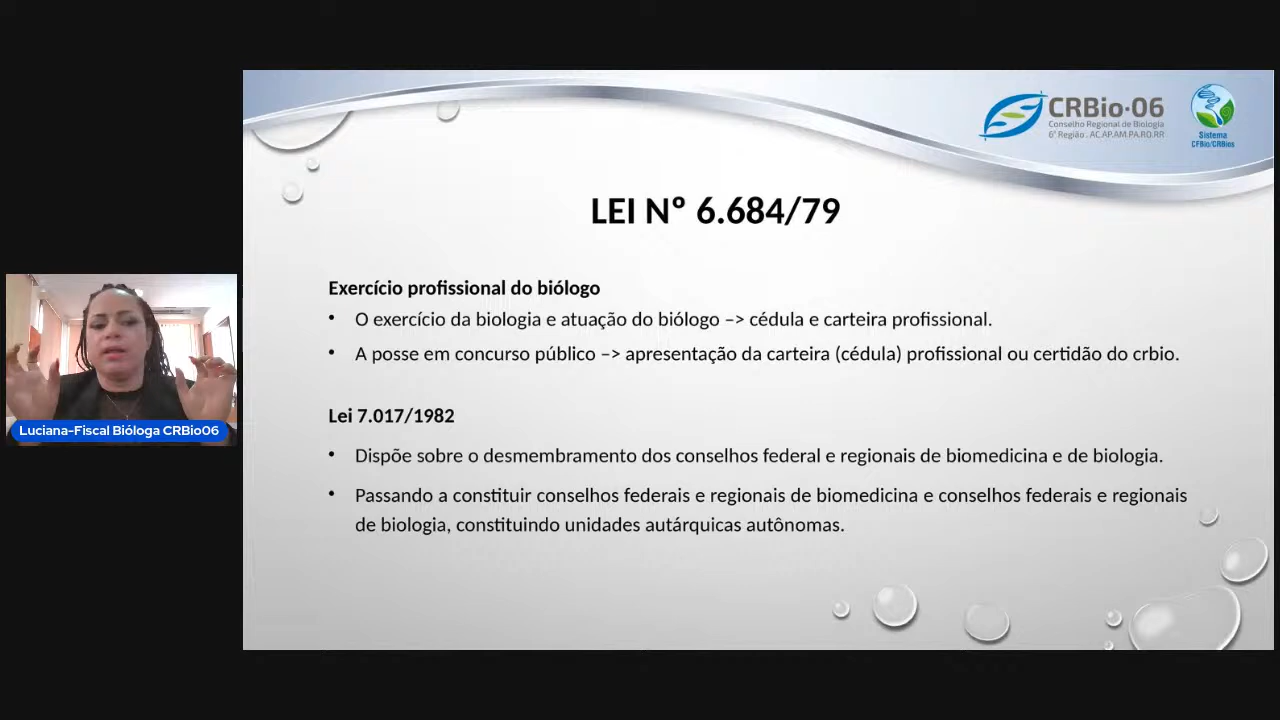 CRBio·06
Conselho Regional de Biologia
6ª Região . AC.AP.AM.PA.RO.RR
Sistema
CFBio/CRBios
LEI Nº 6.684/79
Exercício profissional do biólogo
• O exercício da biologia e atuação do biólogo –> cédula e carteira profissional.
• A posse em concurso público –> apresentação da carteira (cédula) profissional ou certidão do crbio.
Lei 7.017/1982
• Dispõe sobre o desmembramento dos conselhos federal e regionais de biomedicina e de biologia.
• Passando a constituir conselhos federais e regionais de biomedicina e conselhos federais e regionais
de biologia, constituindo unidades autárquicas autônomas.
Luciana-Fiscal Bióloga CRBio06